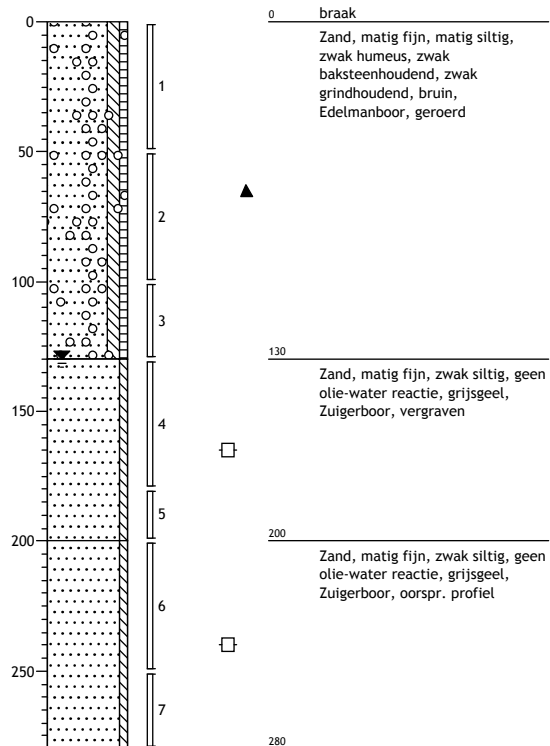 0
braak
0
Zand, matig fijn, matig siltig,
zwak humeus, zwak
baksteenhoudend, zwak
grindhoudend, bruin,
Edelmanboor, geroerd
1
50
2
100
3
130
Zand, matig fijn, zwak siltig, geen
olie-water reactie, grijsgeel,
Zuigerboor, vergraven
150
4
5
200
200
Zand, matig fijn, zwak siltig, geen
olie-water reactie, grijsgeel,
Zuigerboor, oorspr. profiel
6
250
7
280